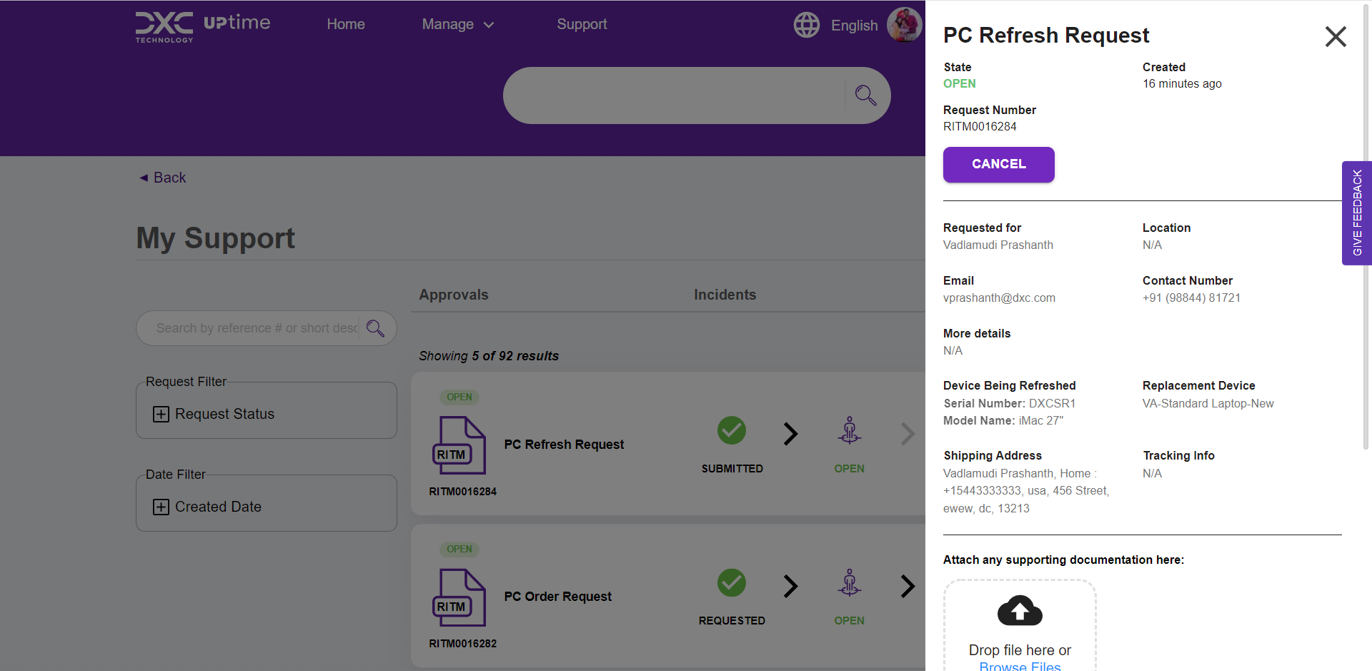 DXC
TECHNOLOGY
UPtime
Home
Manage
Support
English
Back
My Support
Search by reference # or short desc
Request Filter
Request Status
Date Filter
Created Date
Approvals
Incidents
Showing 5 of 92 results
OPEN
RITM
RITM0016284
PC Refresh Request
SUBMITTED
OPEN
OPEN
RITM
RITM0016282
PC Order Request
REQUESTED
OPEN
PC Refresh Request
State
OPEN
Created
16 minutes ago
Request Number
RITM0016284
CANCEL
GIVE FEEDBACK
Requested for
Vadlamudi Prashanth
Location
N/A
Email
vprashanth@dxc.com
Contact Number
+91 (98844) 81721
More details
N/A
Device Being Refreshed
Serial Number: DXCSR1
Model Name: iMac 27"
Replacement Device
VA-Standard Laptop-New
Shipping Address
Vadlamudi Prashanth, Home :
+15443333333, usa, 456 Street,
ewew, dc, 13213
Tracking Info
N/A
Attach any supporting documentation here:
Drop file here or
Browse Files